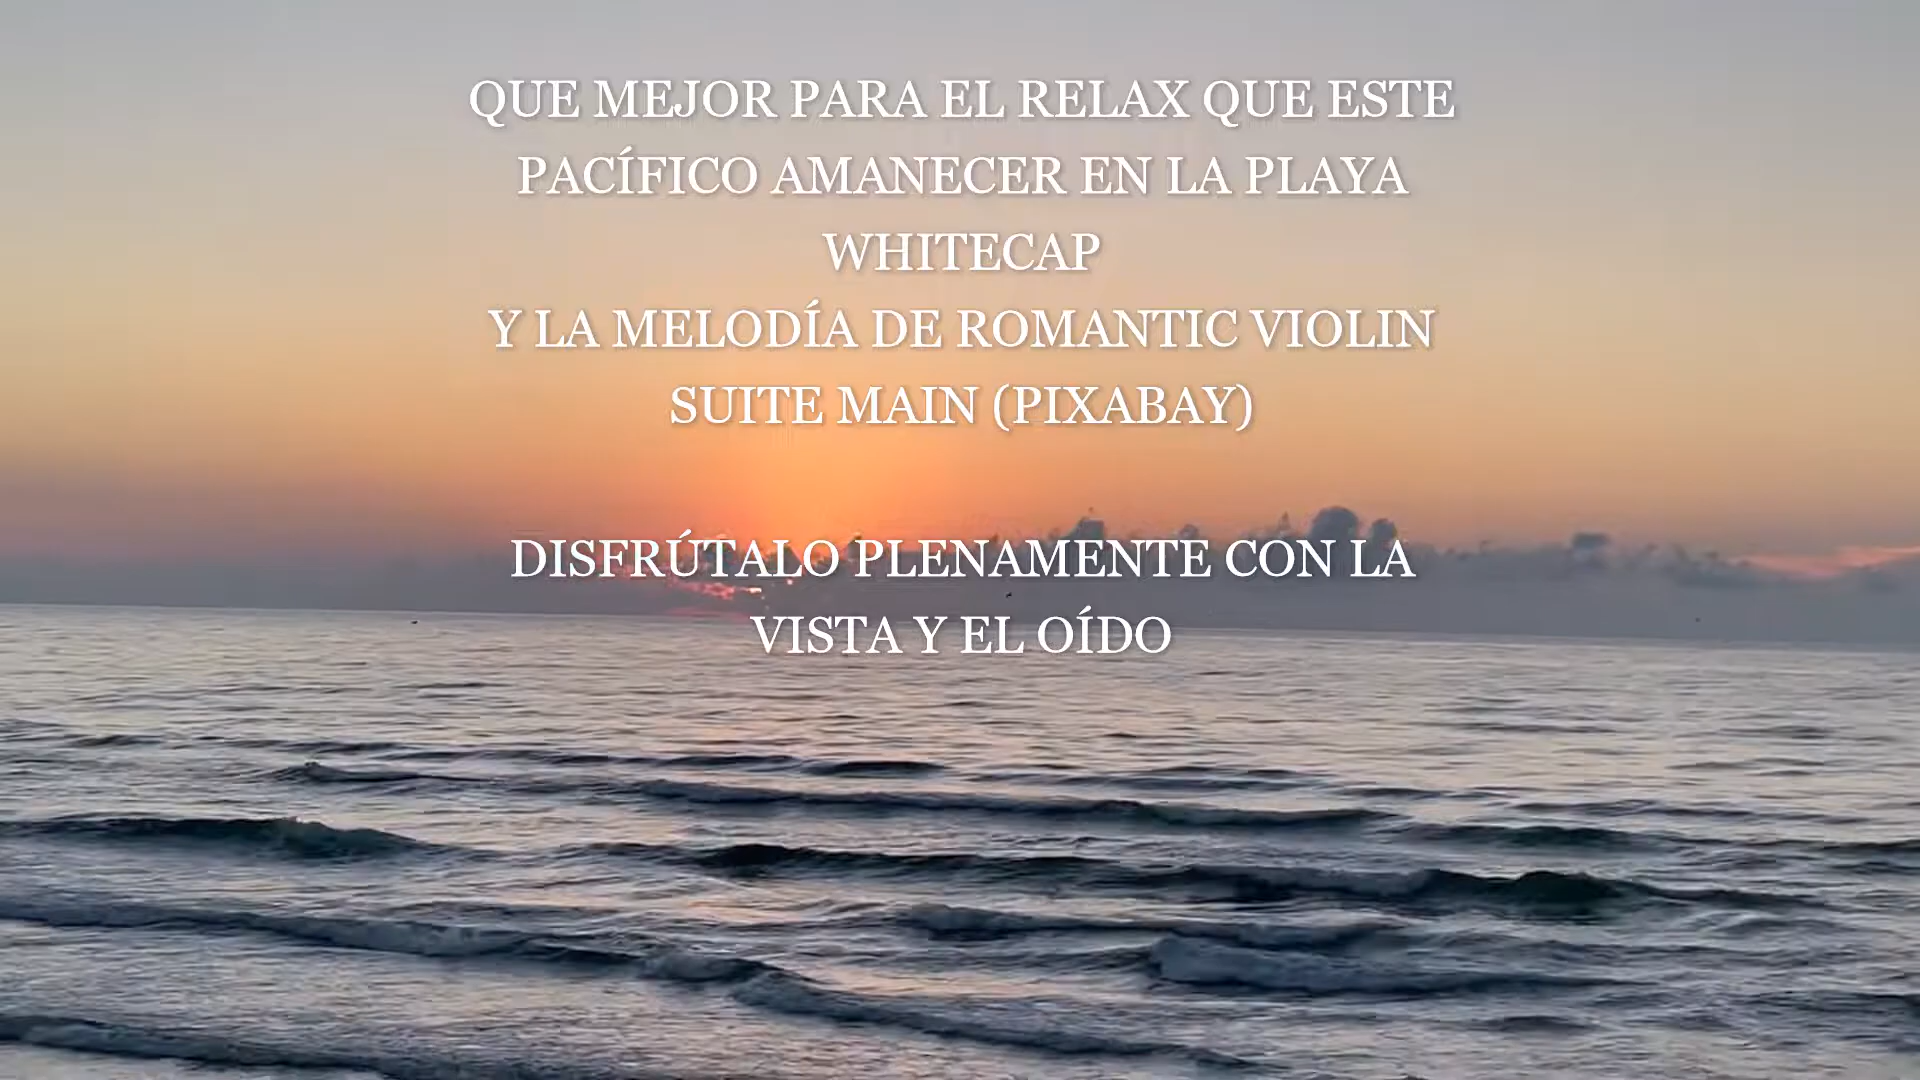 QUE MEJOR PARA EL RELAX QUE ESTE
PACÍFICO AMANECER EN LA PLAYA
WHITECAP
Y LA MELODÍA DE ROMANTIC VIOLIN
SUITE MAIN (PIXABAY)
DISFRÚTALO PLENAMENTE CON LA
VISTA Y EL OÍDO